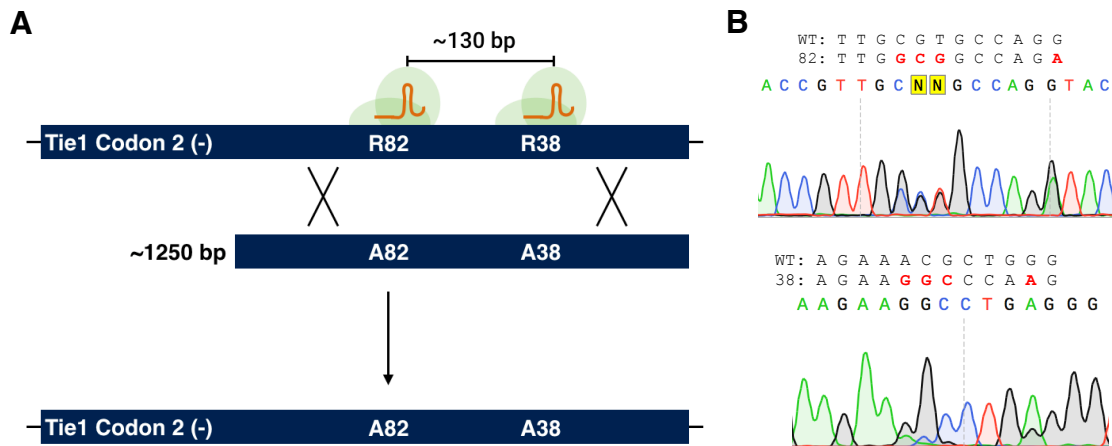 A
~130 bp
Tie1 Codon 2 (-) R82 R38
~1250 bp A82 A38
Tie1 Codon 2 (-) A82 A38
B
WT: T T G C G T G C C A G G
82: T T G G C G G C C A G A
A C C G T T G C N N G C C A G G T A C
WT: A G A A A C G C T G G G
38: A G A A G G C C C A A G
A A G A A G G C C T G A G G G